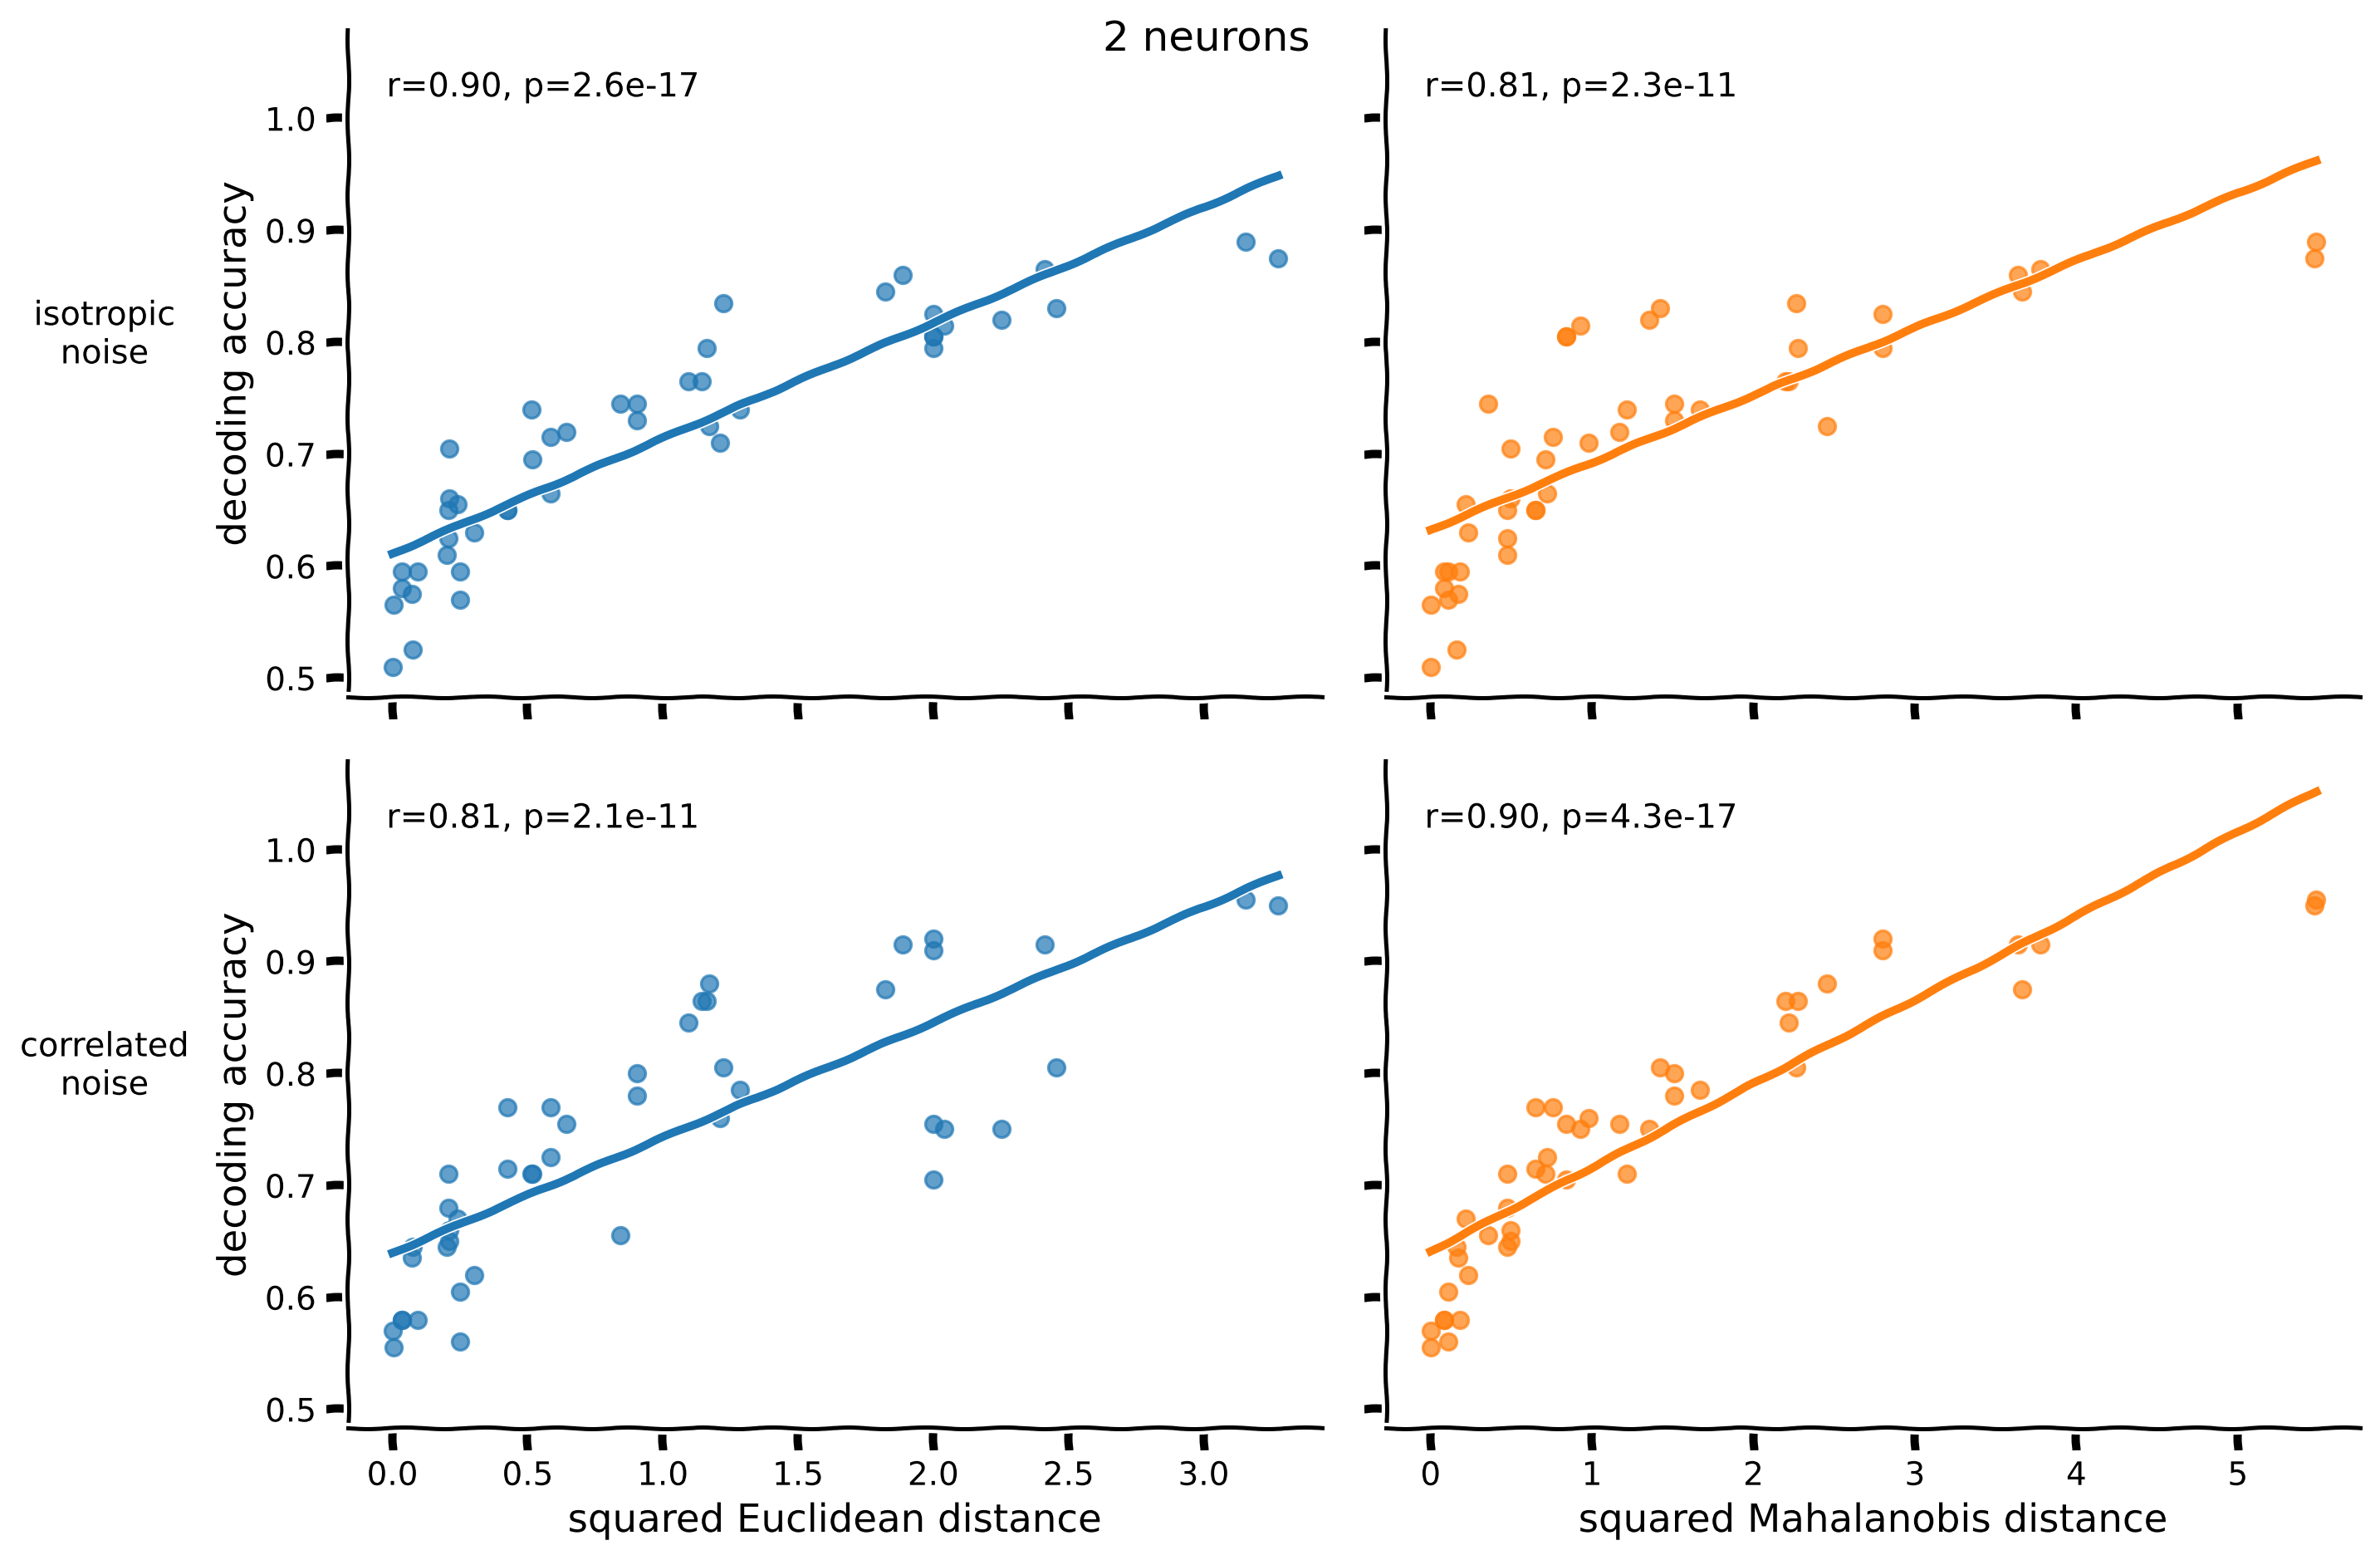 2 neurons
r=0.90, p=2.6e-17
r=0.81, p=2.3e-11
1.0
0.9
0.8
0.7
0.6
0.5
decoding accuracy
isotropic
noise
r=0.81, p=2.1e-11
r=0.90, p=4.3e-17
1.0
0.9
0.8
0.7
0.6
0.5
decoding accuracy
correlated
noise
0.0 0.5 1.0 1.5 2.0 2.5 3.0
0 1 2 3 4 5
squared Euclidean distance
squared Mahalanobis distance